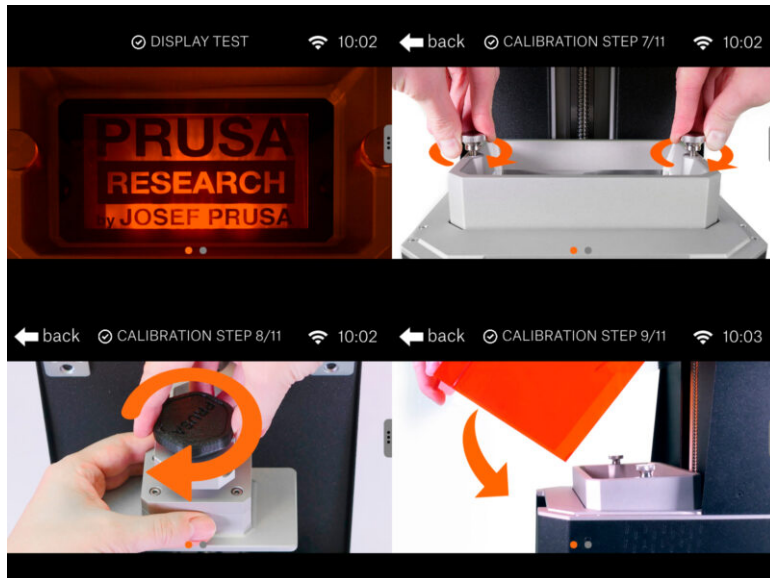 DISPLAY TEST 10:02
PRUSA
RESEARCH
by JOSEF PRUSA
back CALIBRATION STEP 7/11 10:02
back CALIBRATION STEP 8/11 10:02
PRUSA
back CALIBRATION STEP 9/11 10:03